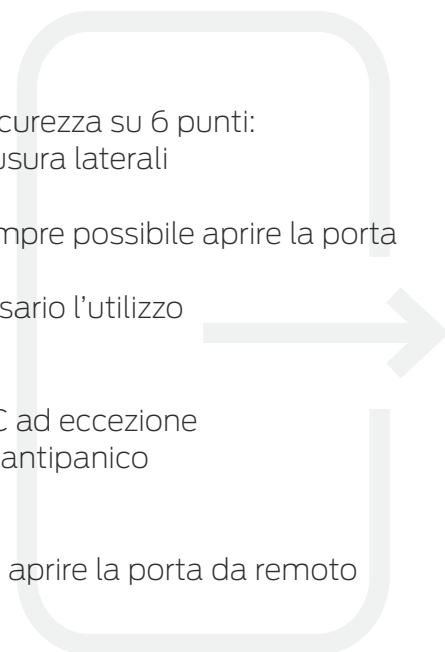 curezza su 6 punti:
usura laterali
mpre possibile aprire la porta
sario l’utilizzo
C ad eccezione
antipanico
aprire la porta da remoto